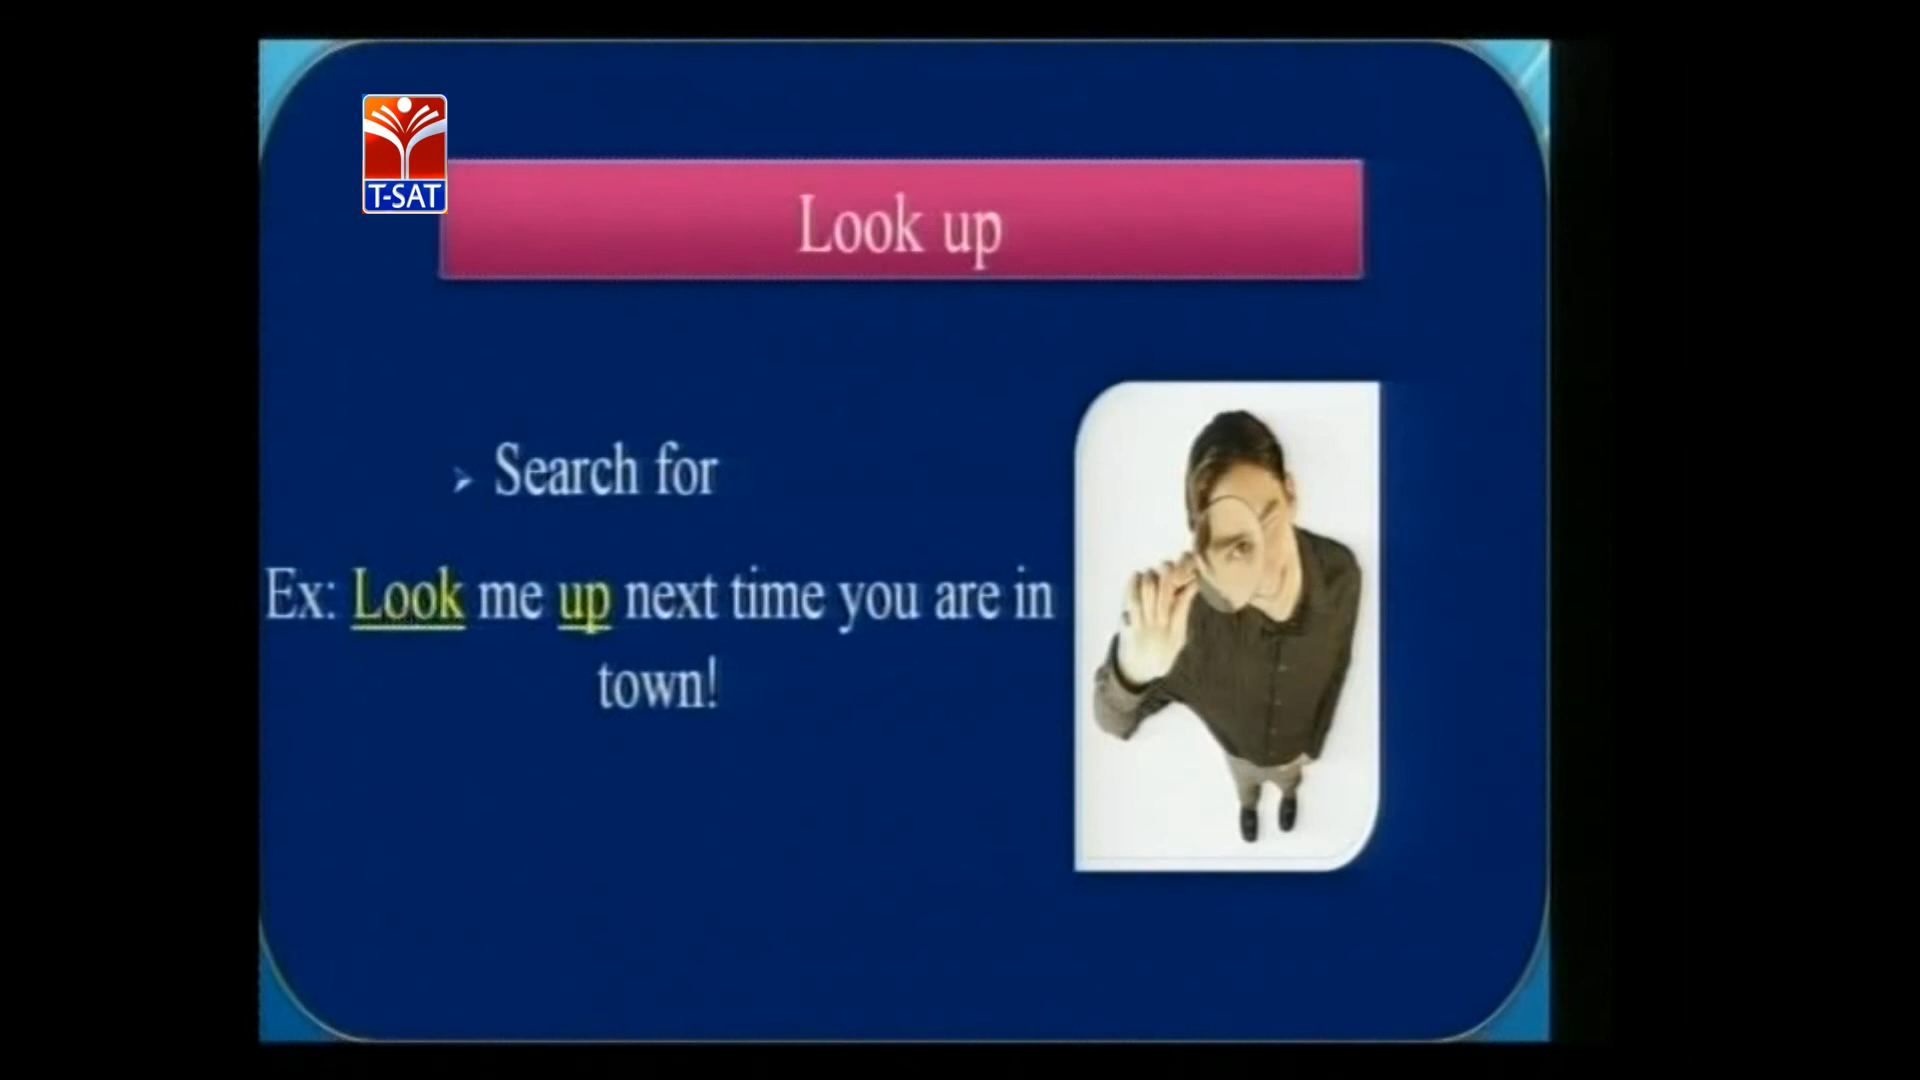 T-SAT
Look up
Search for
Ex: Look me up next time you are in
town!